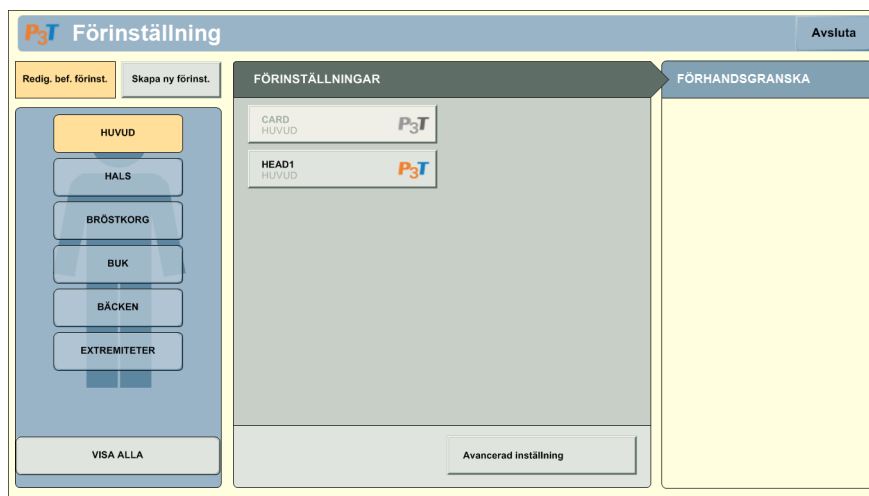 P3T Förinställning
Avsluta
Redig. bef. förinst.
Skapa ny förinst.
HUVUD
HALS
BRÖSTKORG
BUK
BÄCKEN
EXTREMITETER
VISA ALLA
FÖRINSTÄLLNINGAR
CARD
HUVUD
P3T
HEAD1
HUVUD
P3T
Avancerad inställning
FÖRHANDSGRANSKA